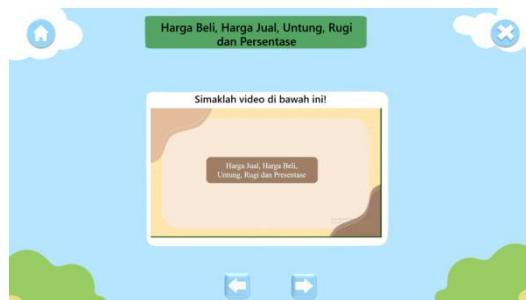 Harga Beli, Harga Jual, Untung, Rugi
dan Persentase
Simaklah video di bawah ini!
Harga Jual, Harga Beli,
Untung, Rugi dan Presentase